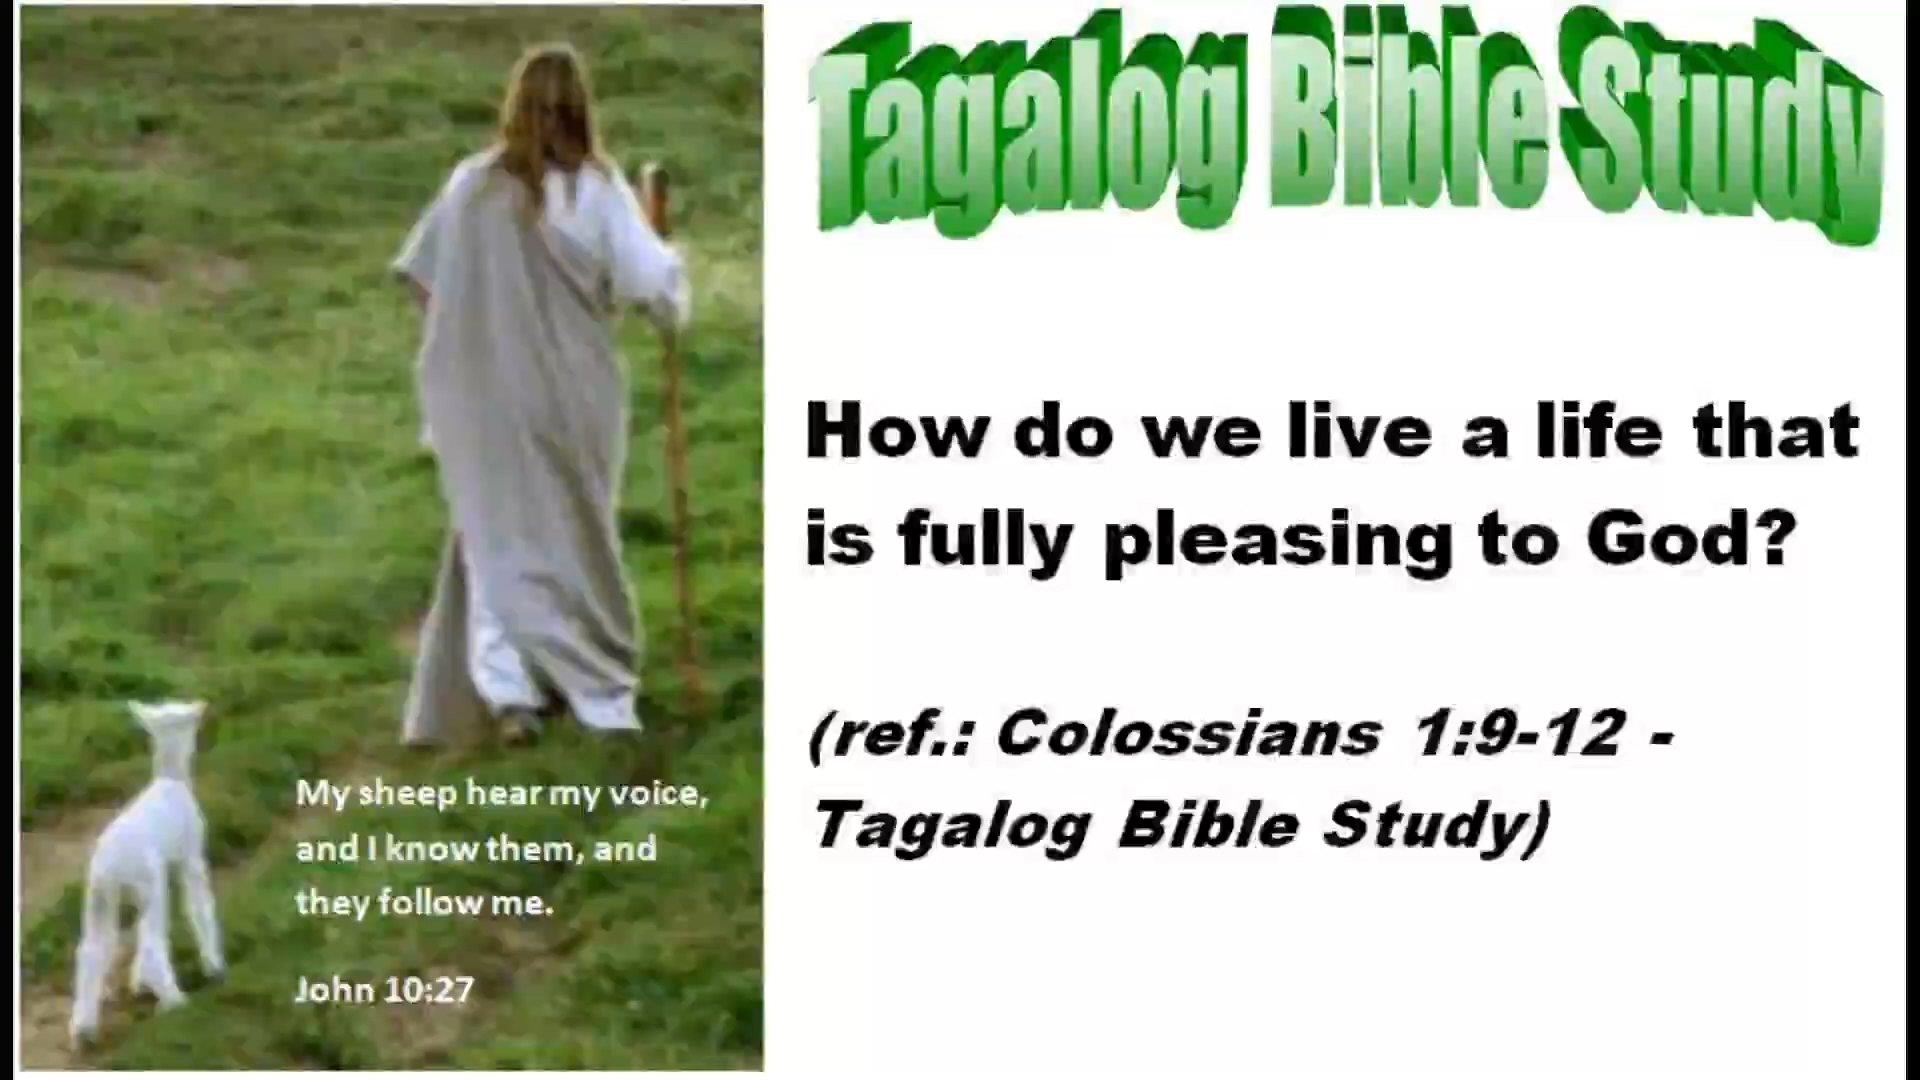 Tagalog Bible Study
How do we live a life that
is fully pleasing to God?
(ref.: Colossians 1:9-12 -
Tagalog Bible Study)
My sheep hear my voice,
and I know them, and
they follow me.
John 10:27